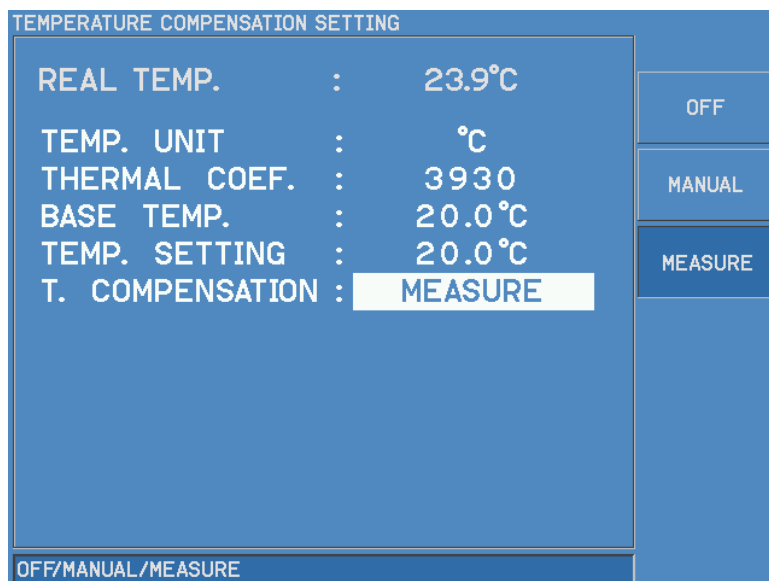 TEMPERATURE COMPENSATION SETTING
REAL TEMP. : 23.9°C
TEMP. UNIT : °C
THERMAL COEF. : 3930
BASE TEMP. : 20.0°C
TEMP. SETTING : 20.0°C
T. COMPENSATION : MEASURE
OFF
MANUAL
MEASURE
OFF/MANUAL/MEASURE